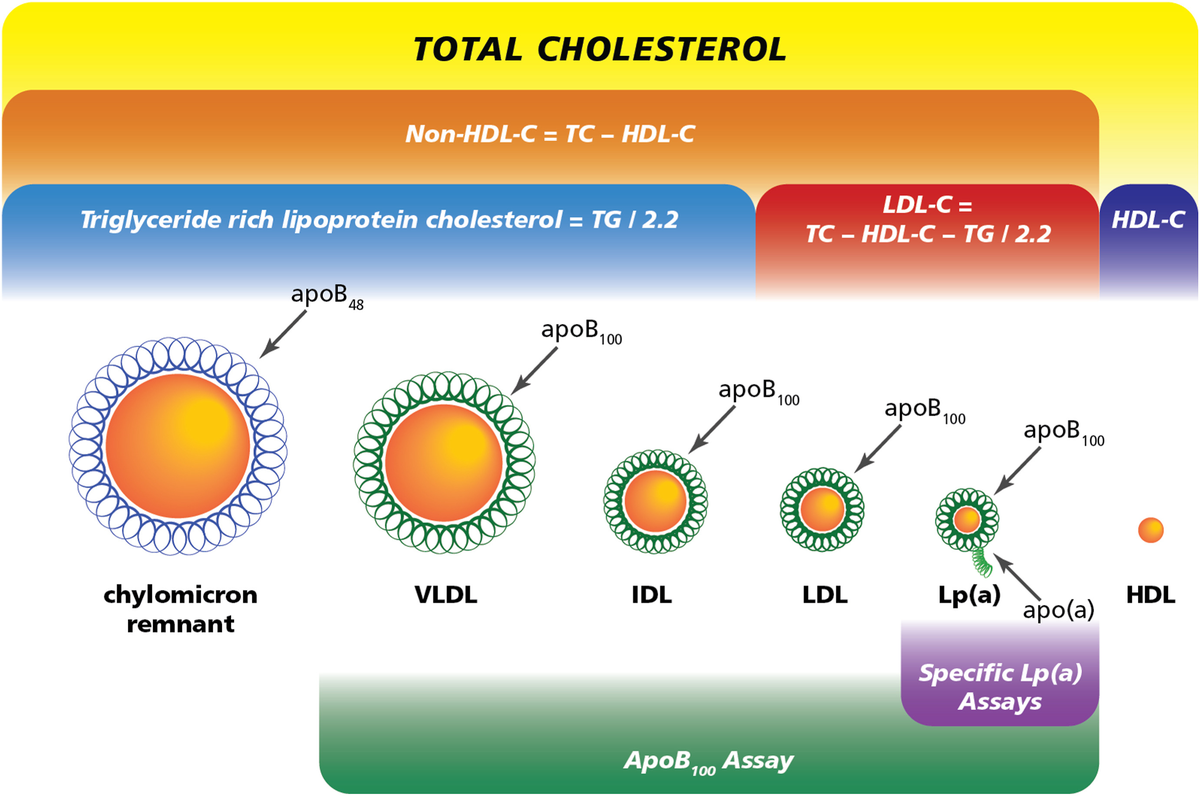 TOTAL CHOLESTEROL
Non-HDL-C = TC – HDL-C
Triglyceride rich lipoprotein cholesterol = TG / 2.2
LDL-C =
TC – HDL-C – TG / 2.2
HDL-C
apoB48
apoB100
apoB100
apoB100
apoB100
chylomicron
remnant
VLDL
IDL
LDL
Lp(a)
apo(a)
HDL
Specific Lp(a)
Assays
ApoB100 Assay